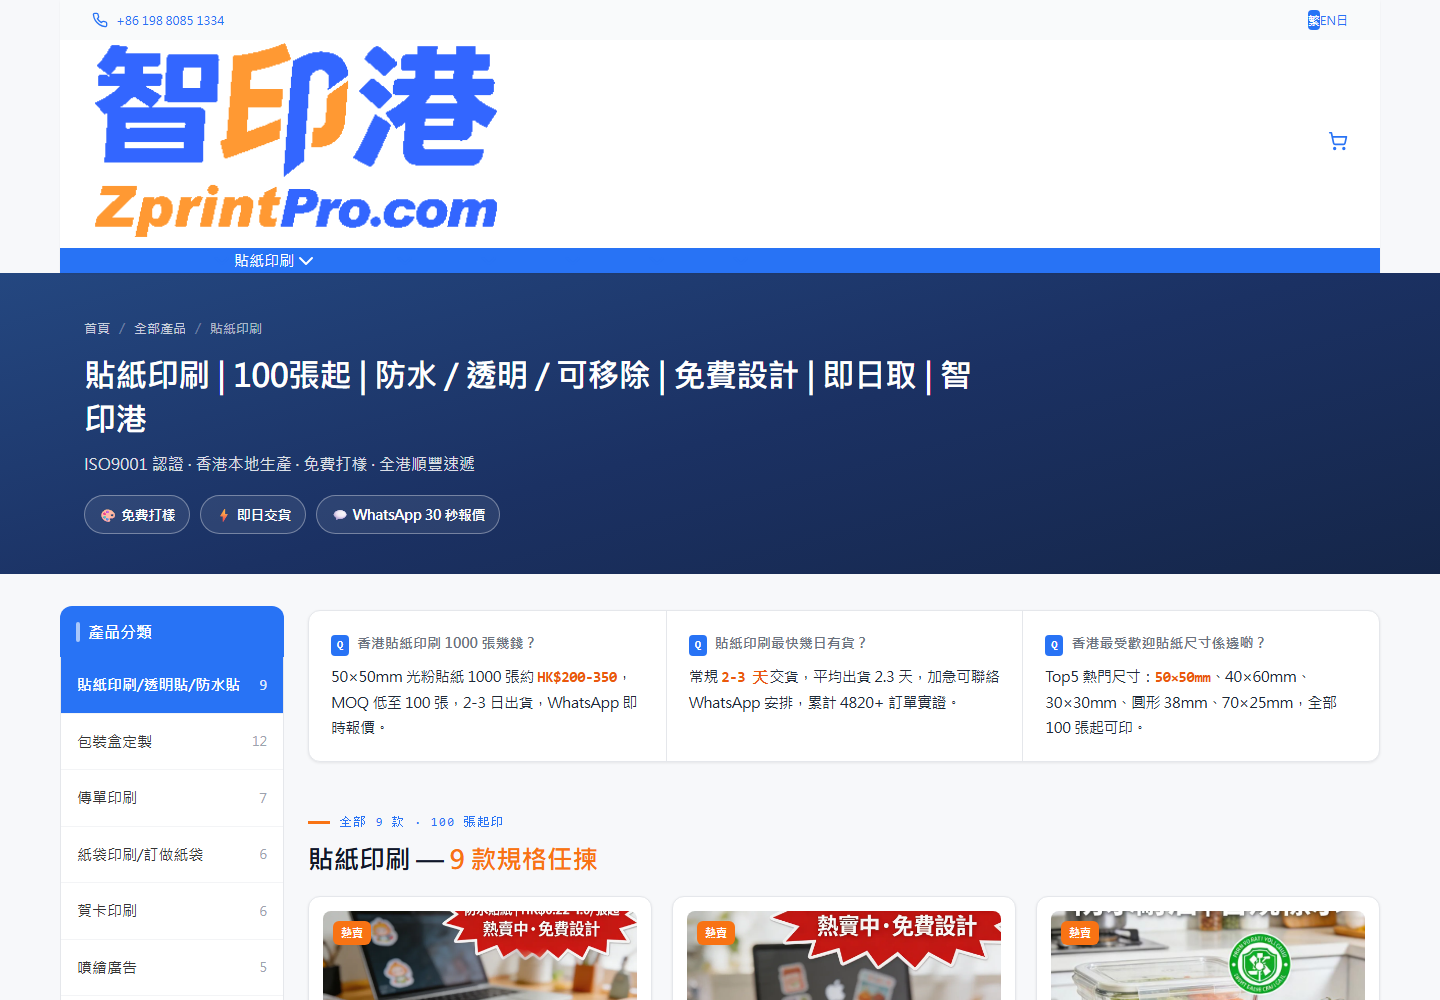 +86 198 8085 1334
繁EN日
智印港
ZprintPro.com
貼紙印刷
首頁 / 全部產品 / 貼紙印刷
貼紙印刷 | 100張起 | 防水 / 透明 / 可移除 | 免費設計 | 即日取 | 智
印港
ISO9001 認證 · 香港本地生產 · 免費打樣 · 全港順豐速遞
免費打樣
即日交貨
WhatsApp 30 秒報價
產品分類
貼紙印刷/透明貼/防水貼 9
包裝盒定製 12
傳單印刷 7
紙袋印刷/訂做紙袋 6
賀卡印刷 6
噴繪廣告 5
Q 香港貼紙印刷 1000 張幾錢？
50×50mm 光粉貼紙 1000 張約 HK$200-350，
MOQ 低至 100 張，2-3 日出貨，WhatsApp 即
時報價。
Q 貼紙印刷最快幾日有貨？
常規 2-3 天交貨，平均出貨 2.3 天，加急可聯絡
WhatsApp 安排，累計 4820+ 訂單實證。
Q 香港最受歡迎貼紙尺寸係邊啲？
Top5 熱門尺寸：50×50mm、40×60mm、
30×30mm、圓形 38mm、70×25mm，全部
100 張起可印。
全部 9 款 · 100 張起印
貼紙印刷 — 9 款規格任揀
熱賣
熱賣中·免費設計
熱賣
熱賣中·免費設計
熱賣